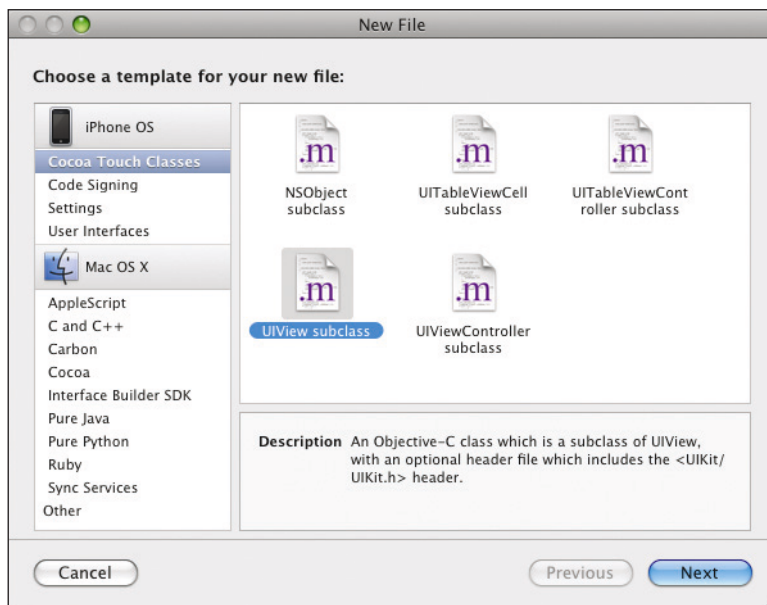 New File
Choose a template for your new file:
iPhone OS
Cocoa Touch Classes
Code Signing
Settings
User Interfaces
Mac OS X
AppleScript
C and C++
Carbon
Cocoa
Interface Builder SDK
Pure Java
Pure Python
Ruby
Sync Services
Other
.m
NSObject
subclass
.m
UITableViewCell
subclass
.m
UITableViewCont
roller subclass
.m
UIView subclass
.m
UIViewController
subclass
Description An Objective-C class which is a subclass of UIView,
with an optional header file which includes the <UIKit/
UIKit.h> header.
Cancel
Previous
Next